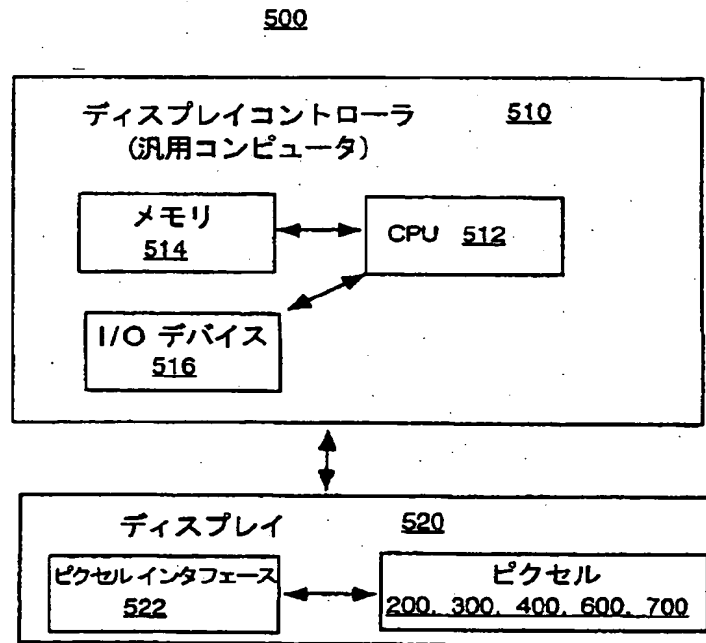 500
ディスプレイコントローラ 510
(汎用コンピュータ)
メモリ
514
CPU 512
I/O デバイス
516
ディスプレイ 520
ピクセルインタフェース
522
ピクセル
200, 300, 400, 600, 700